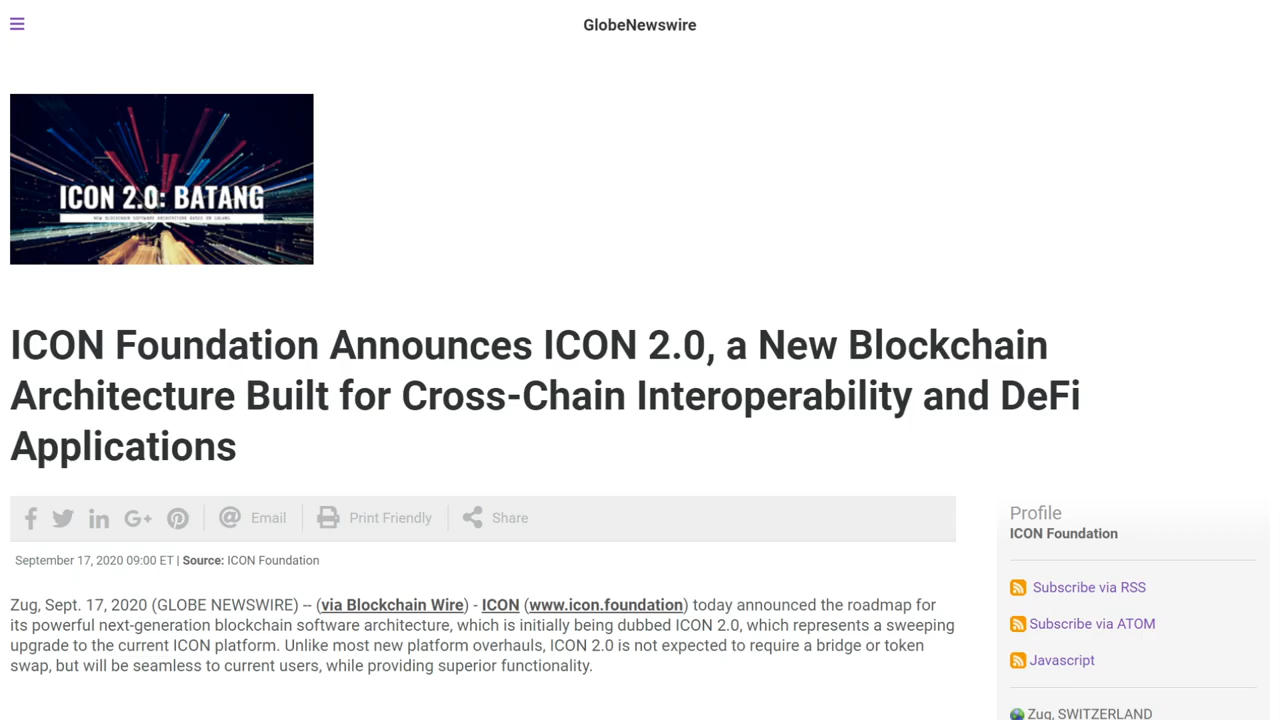 GlobeNewswire
ICON 2.0: BATANG
NEW BLOCKCHAIN SOFTWARE ARCHITECTURE BASED ON GOLANG
ICON Foundation Announces ICON 2.0, a New Blockchain
Architecture Built for Cross-Chain Interoperability and DeFi
Applications
Email
Print Friendly
Share
September 17, 2020 09:00 ET | Source: ICON Foundation
Zug, Sept. 17, 2020 (GLOBE NEWSWIRE) -- (via Blockchain Wire) - ICON (www.icon.foundation) today announced the roadmap for
its powerful next-generation blockchain software architecture, which is initially being dubbed ICON 2.0, which represents a sweeping
upgrade to the current ICON platform. Unlike most new platform overhauls, ICON 2.0 is not expected to require a bridge or token
swap, but will be seamless to current users, while providing superior functionality.
Profile
ICON Foundation
Subscribe via RSS
Subscribe via ATOM
Javascript
Zug, SWITZERLAND